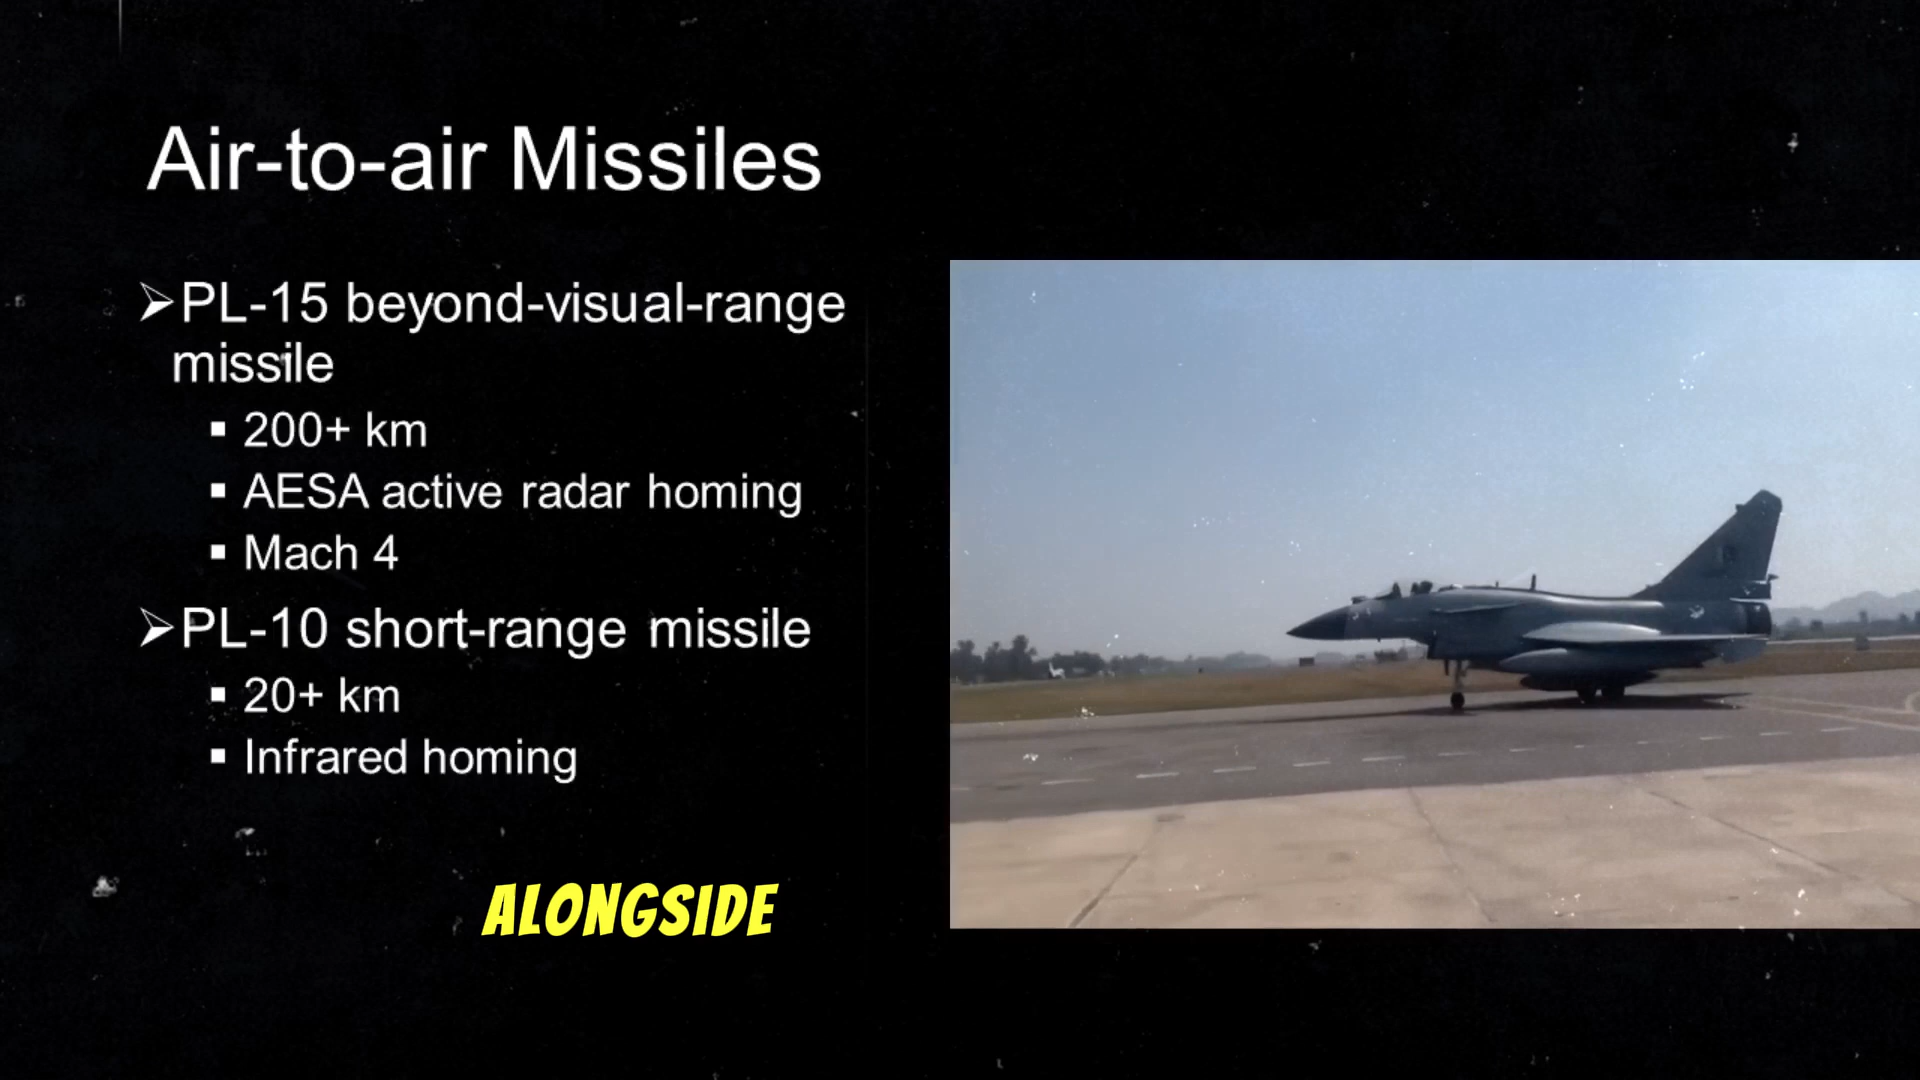 Air-to-air Missiles
➢PL-15 beyond-visual-range
missile
▪ 200+ km
▪ AESA active radar homing
▪ Mach 4
➢PL-10 short-range missile
▪ 20+ km
▪ Infrared homing
ALONGSIDE